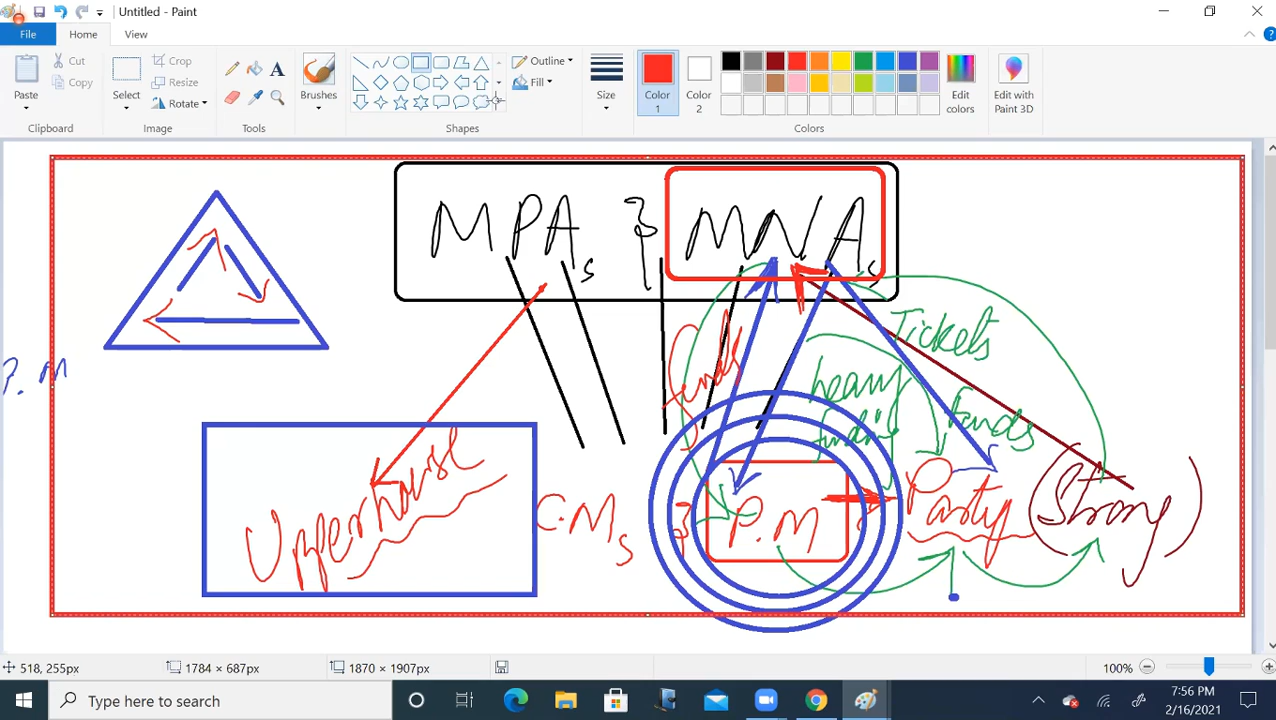 Untitled - Paint
File
Home
View
Paste
Cut
Copy
Clipboard
Select
Crop
Resize
Rotate
Image
A
Tools
Brushes
Outline
Fill
Shapes
Size
Color 1
Color 2
Edit colors
Colors
Edit with Paint 3D
MPAs & MNAs
Tickets
funds
heavy funding
funds
P.M
Upperhouse
C.Ms & P.M
Party (Strong)
518, 255px
1784 × 687px
1870 × 1907px
100%
Type here to search
7:56 PM
2/16/2021